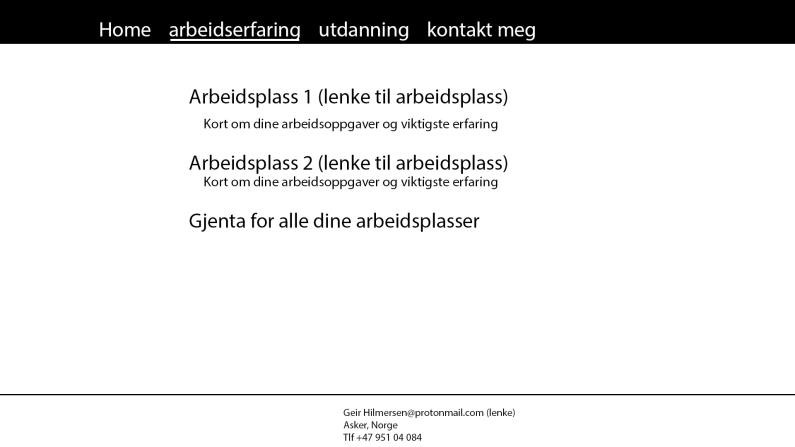 Home arbeidserfaring utdanning kontakt meg
Arbeidsplass 1 (lenke til arbeidsplass)
Kort om dine arbeidsoppgaver og viktigste erfaring
Arbeidsplass 2 (lenke til arbeidsplass)
Kort om dine arbeidsoppgaver og viktigste erfaring
Gjenta for alle dine arbeidsplasser
Geir Hilmersen@protonmail.com (lenke)
Asker, Norge
Tlf +47 951 04 084